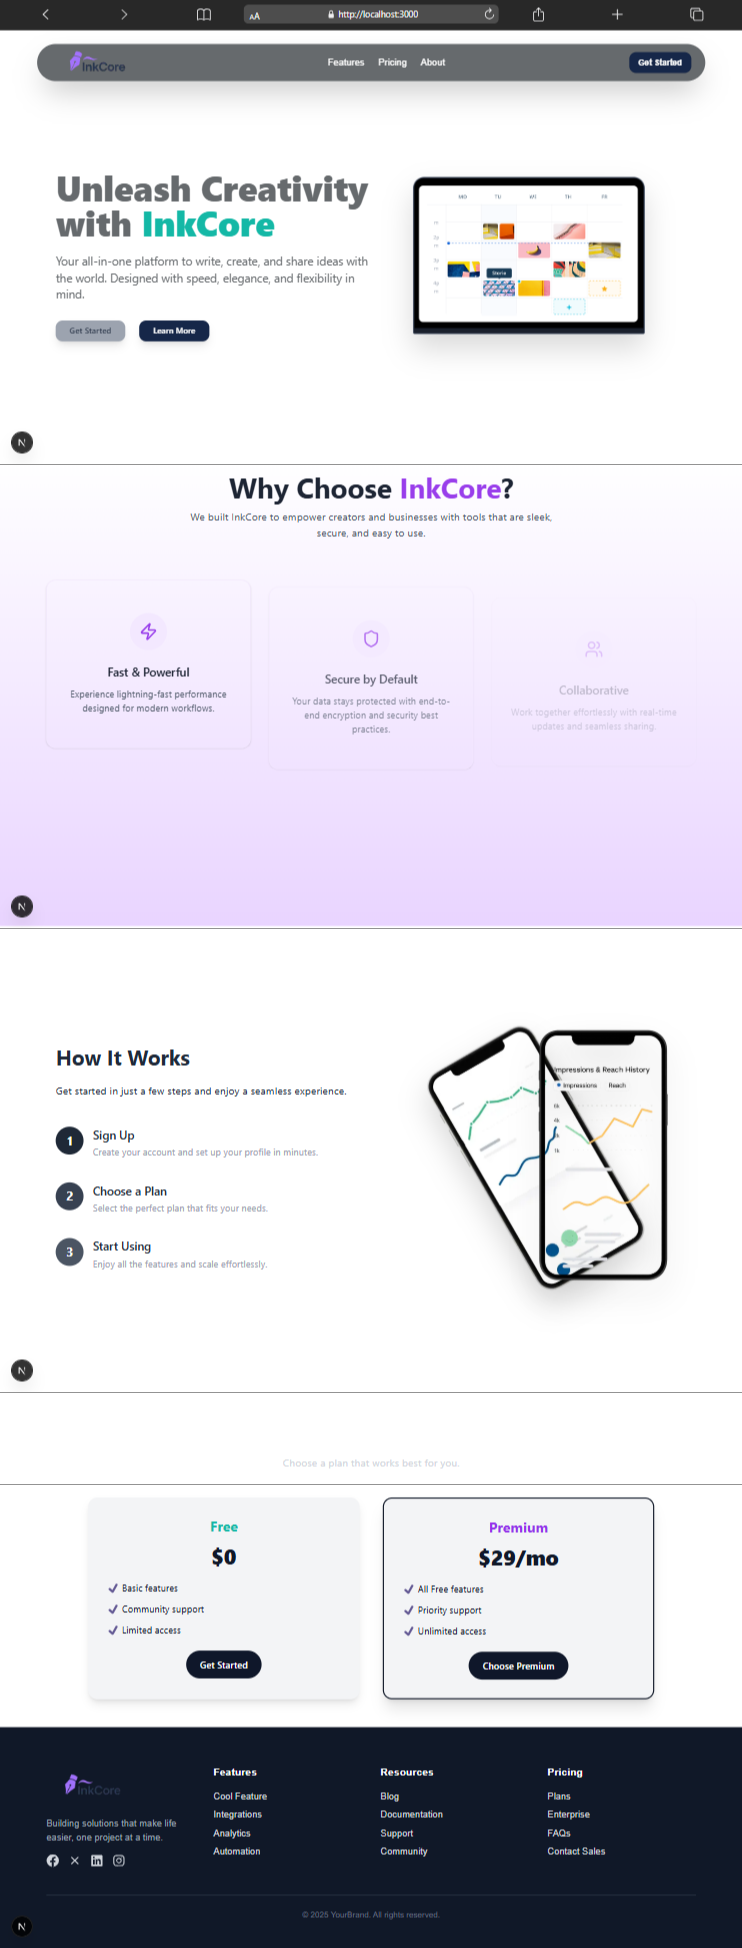 AA http://localhost:3000
InkCore Features Pricing About Get Started
Unleash Creativity
with InkCore
Your all-in-one platform to write, create, and share ideas with
the world. Designed with speed, elegance, and flexibility in
mind.
Get Started Learn More
MO TU WE TH FR
N
Why Choose InkCore?
We built InkCore to empower creators and businesses with tools that are sleek,
secure, and easy to use.
Fast & Powerful
Experience lightning-fast performance
designed for modern workflows.
Secure by Default
Your data stays protected with end-to-
end encryption and security best
practices.
Collaborative
Work together effortlessly with real-time
updates and seamless sharing.
N
How It Works
Get started in just a few steps and enjoy a seamless experience.
1 Sign Up
Create your account and set up your profile in minutes.
2 Choose a Plan
Select the perfect plan that fits your needs.
3 Start Using
Enjoy all the features and scale effortlessly.
Impressions & Reach History
Impressions Reach
6k
4k
1k
N
Choose a plan that works best for you.
Free
$0
Basic features
Community support
Limited access
Get Started
Premium
$29/mo
All Free features
Priority support
Unlimited access
Choose Premium
InkCore
Building solutions that make life
easier, one project at a time.
Features
Cool Feature
Integrations
Analytics
Automation
Resources
Blog
Documentation
Support
Community
Pricing
Plans
Enterprise
FAQs
Contact Sales
© 2025 YourBrand. All rights reserved.
N